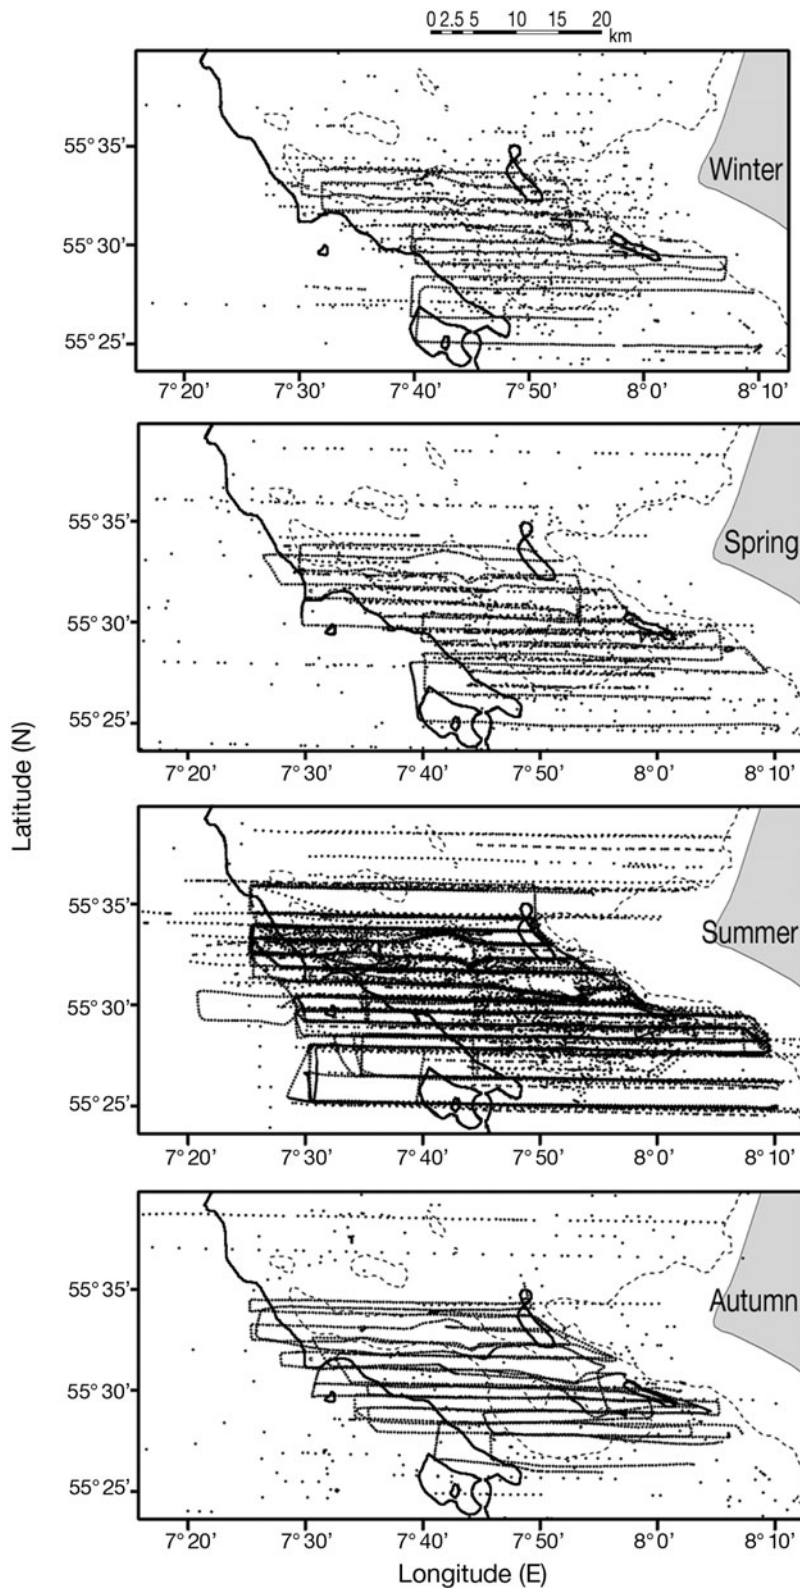 0 2.5 5 10 15 20
km
55° 35’
Winter
55° 30’
55° 25’
7° 20’ 7° 30’ 7° 40’ 7° 50’ 8° 0’ 8° 10’
55° 35’
Spring
55° 30’
55° 25’
7° 20’ 7° 30’ 7° 40’ 7° 50’ 8° 0’ 8° 10’
Latitude (N)
55° 35’
Summer
55° 30’
55° 25’
7° 20’ 7° 30’ 7° 40’ 7° 50’ 8° 0’ 8° 10’
55° 35’
Autumn
55° 30’
55° 25’
7° 20’ 7° 30’ 7° 40’ 7° 50’ 8° 0’ 8° 10’
Longitude (E)